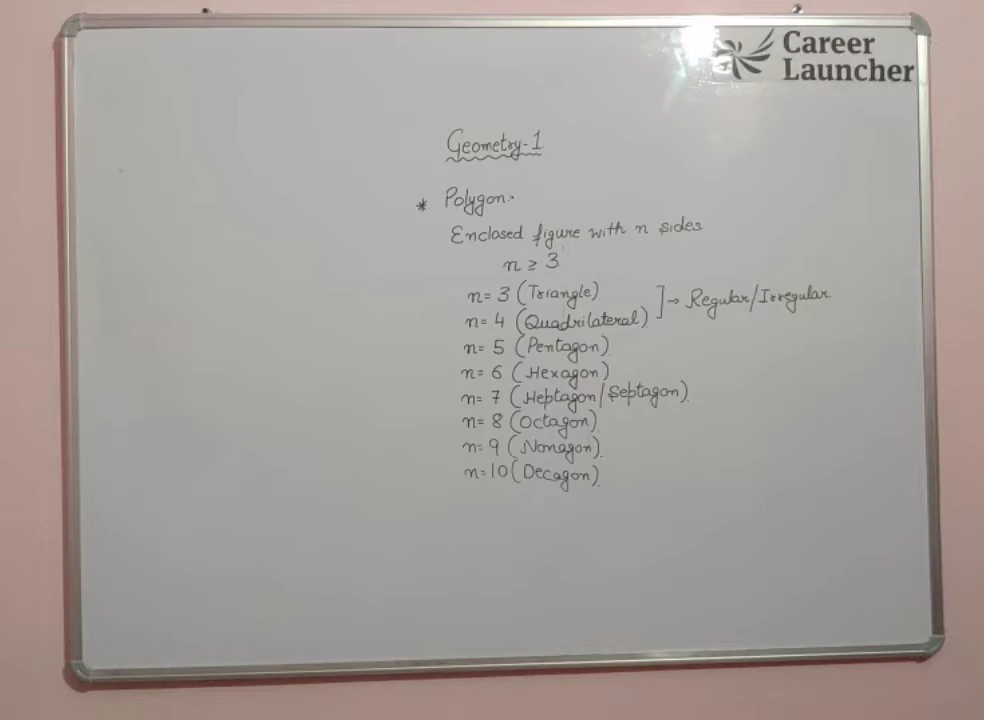 Career
Launcher
Geometry-1
* Polygon:-
Enclosed figure with n sides
n ≥ 3
n= 3 (Triangle)
n= 4 (Quadrilateral) ]→ Regular/Irregular
n= 5 (Pentagon)
n= 6 (Hexagon)
n= 7 (Heptagon/Septagon)
n= 8 (Octagon)
n= 9 (Nonagon)
n=10 (Decagon)